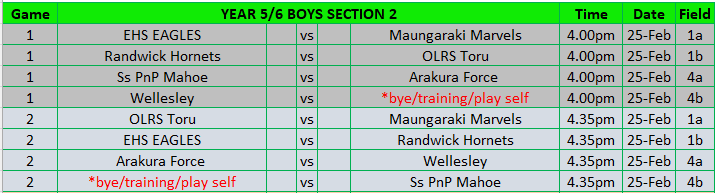 Game YEAR 5/6 BOYS SECTION 2 Time Date Field
1 EHS EAGLES vs Maungaraki Marvels 4.00pm 25-Feb 1a
1 Randwick Hornets vs OLRS Toru 4.00pm 25-Feb 1b
1 Ss PnP Mahoe vs Arakura Force 4.00pm 25-Feb 4a
1 Wellesley vs *bye/training/play self 4.00pm 25-Feb 4b
2 OLRS Toru vs Maungaraki Marvels 4.35pm 25-Feb 1a
2 EHS EAGLES vs Randwick Hornets 4.35pm 25-Feb 1b
2 Arakura Force vs Wellesley 4.35pm 25-Feb 4a
2 *bye/training/play self vs Ss PnP Mahoe 4.35pm 25-Feb 4b